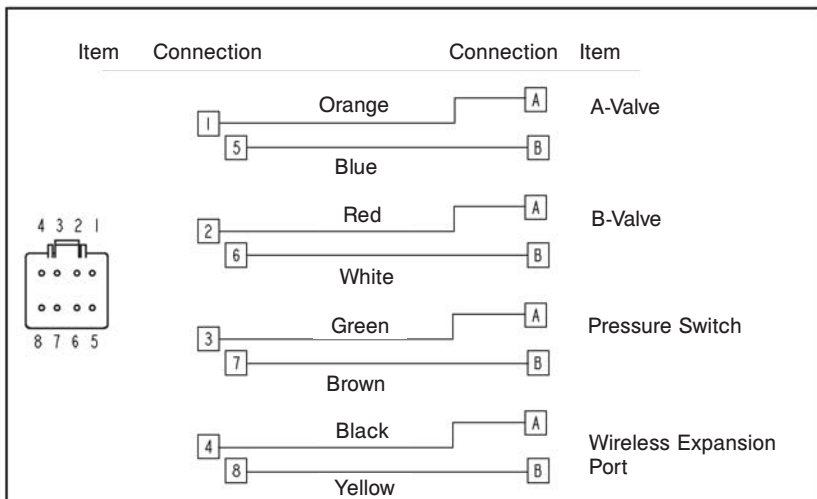 Item Connection Connection Item
Orange
1 A A-Valve
5 B
Blue
Red
2 A B-Valve
6 B
White
4 3 2 1
8 7 6 5
Green
3 A Pressure Switch
7 B
Brown
Black
4 A Wireless Expansion
Port
8 B
Yellow